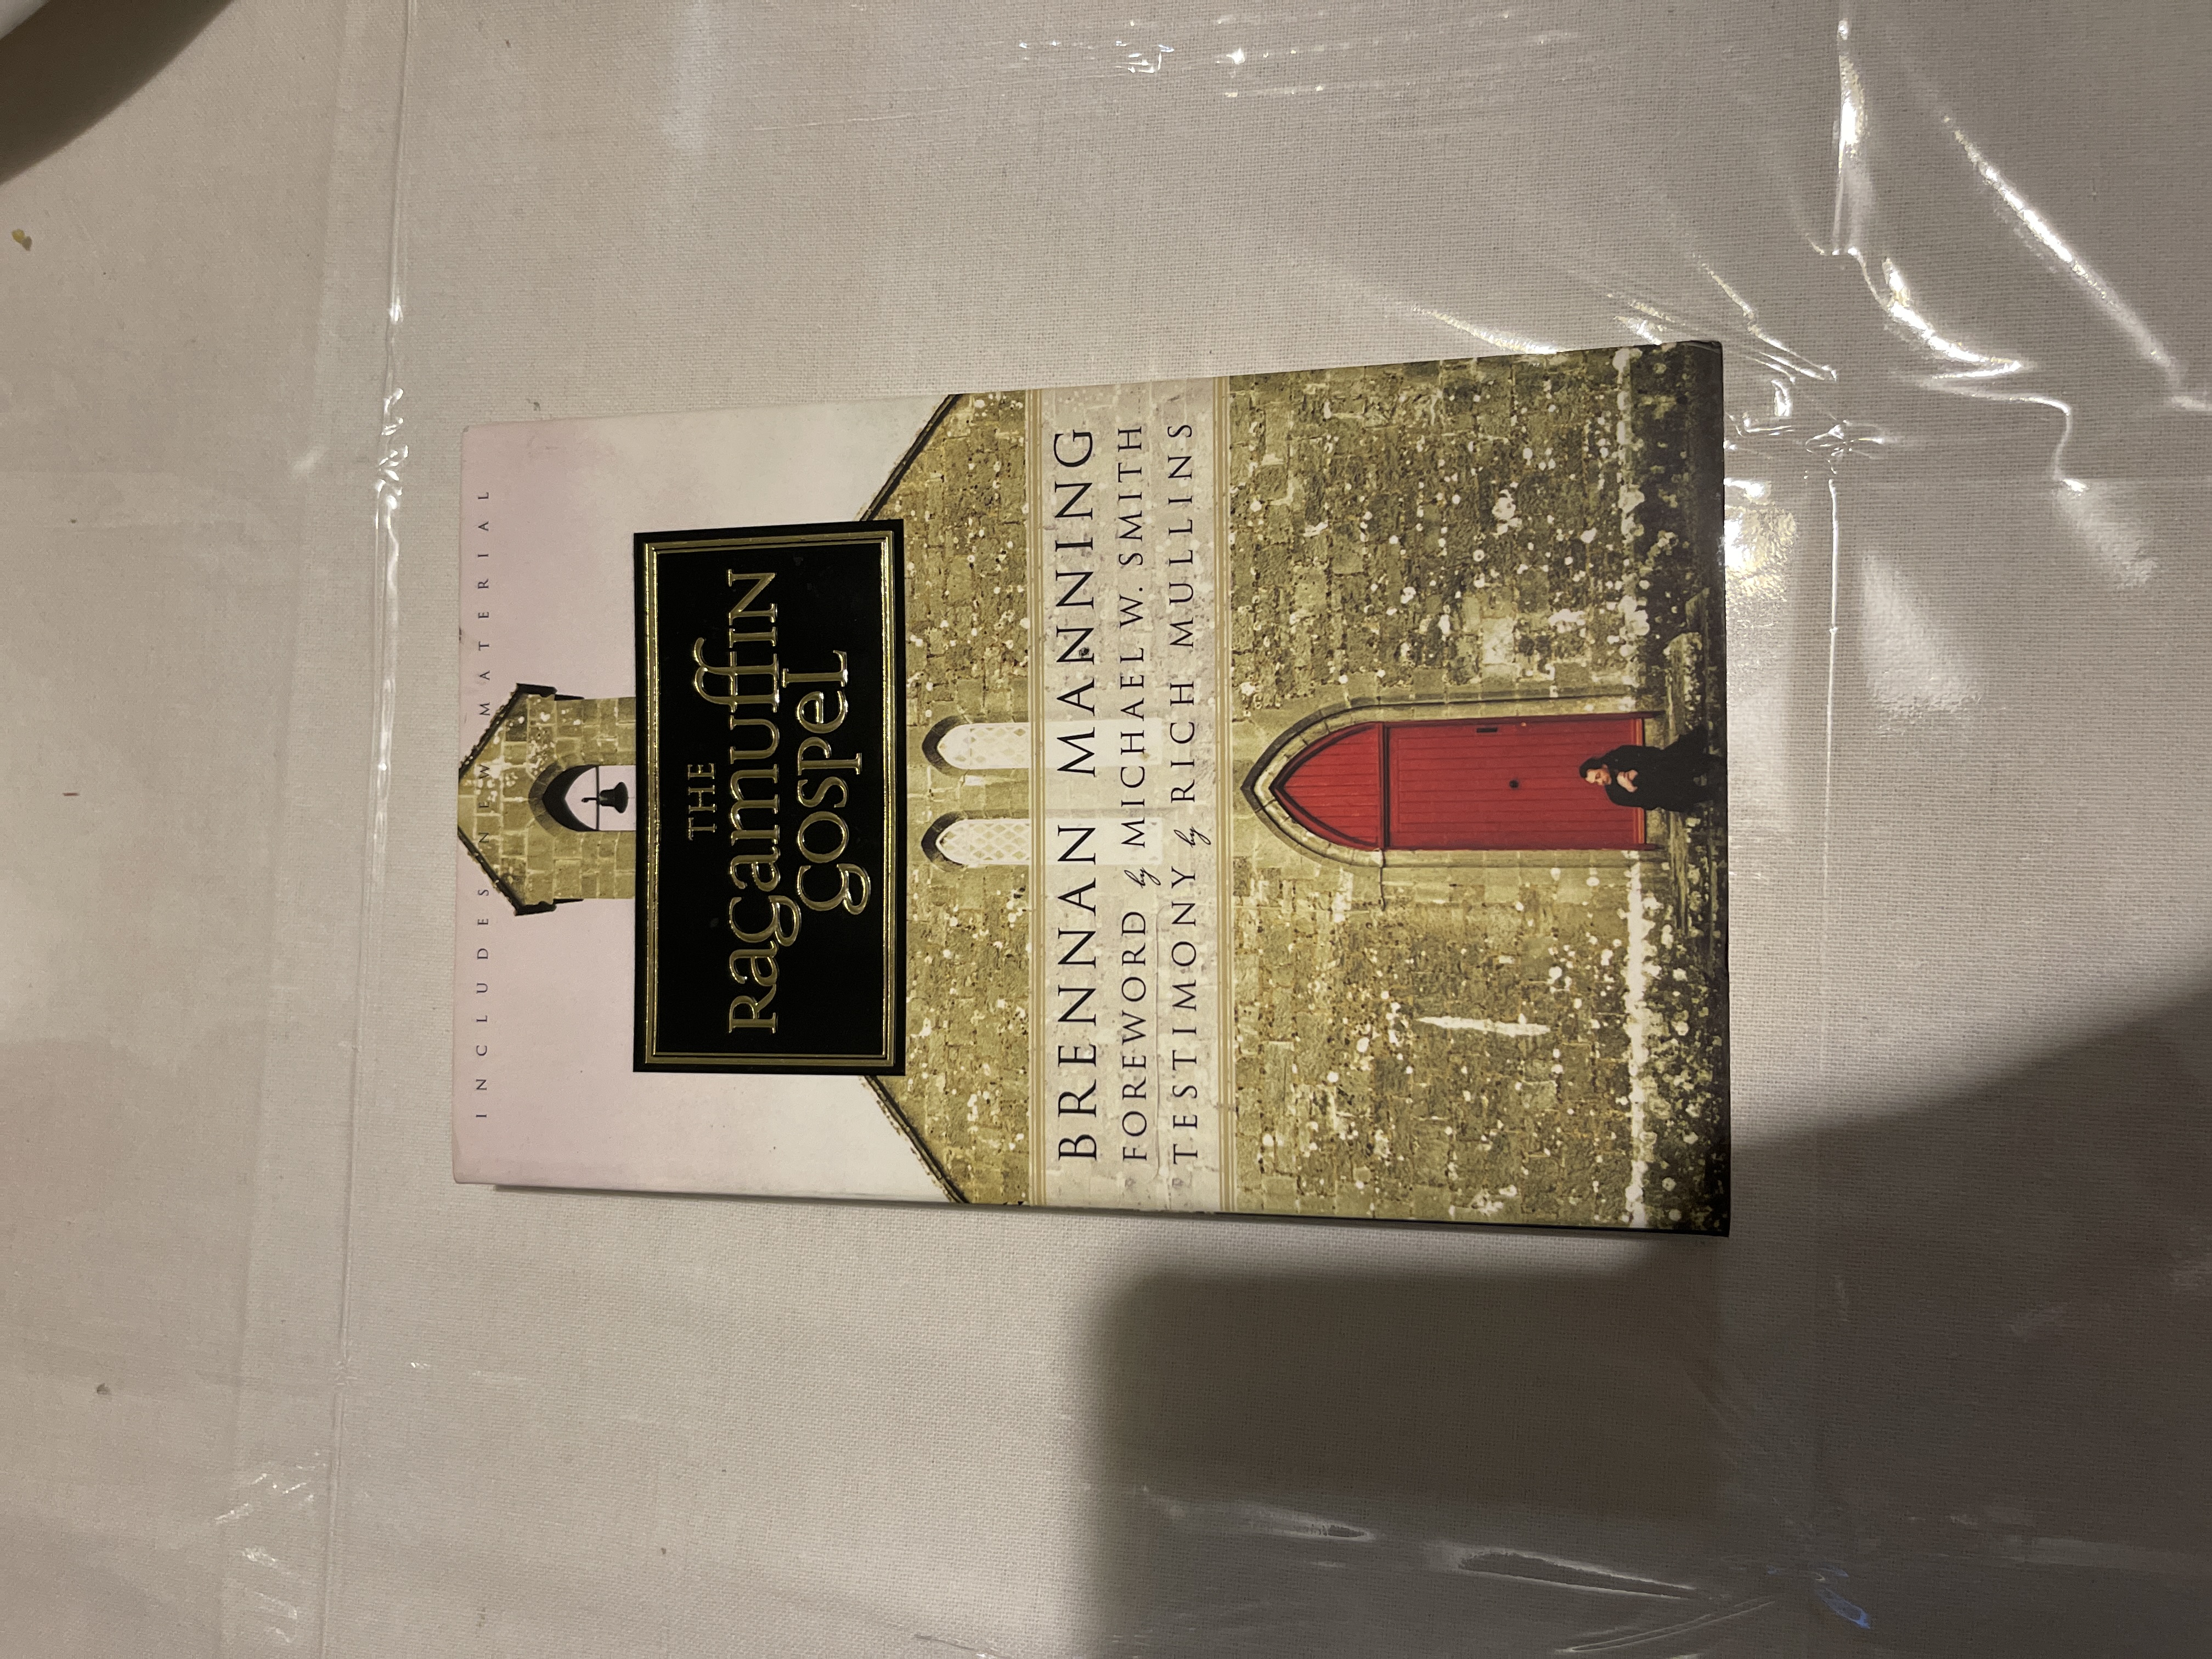 INCLUDES NEW MATERIAL
THE
RagamuffIN
gospel
BRENNAN MANNING
FOREWORD by MICHAEL W. SMITH
TESTIMONY by RICH MULLINS